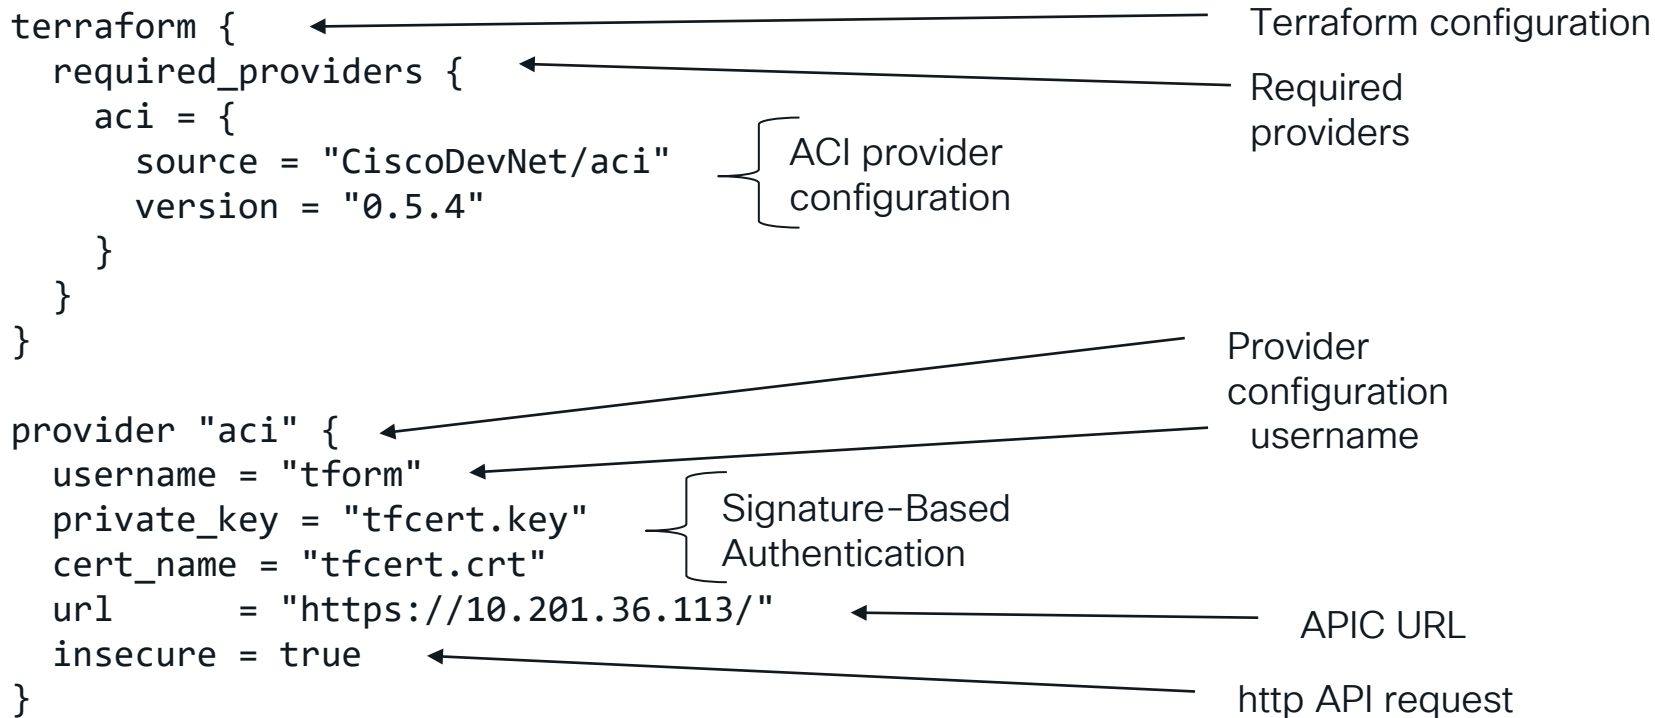 terraform {
Terraform configuration
required_providers {
Required
providers
aci = {
source = "CiscoDevNet/aci"
version = "0.5.4"
ACI provider
configuration
}
}
}
Provider
configuration
provider "aci" {
username
username = "tform"
private_key = "tfcert.key"
cert_name = "tfcert.crt"
Signature-Based
Authentication
url      = "https://10.201.36.113/"
APIC URL
insecure = true
http API request
}